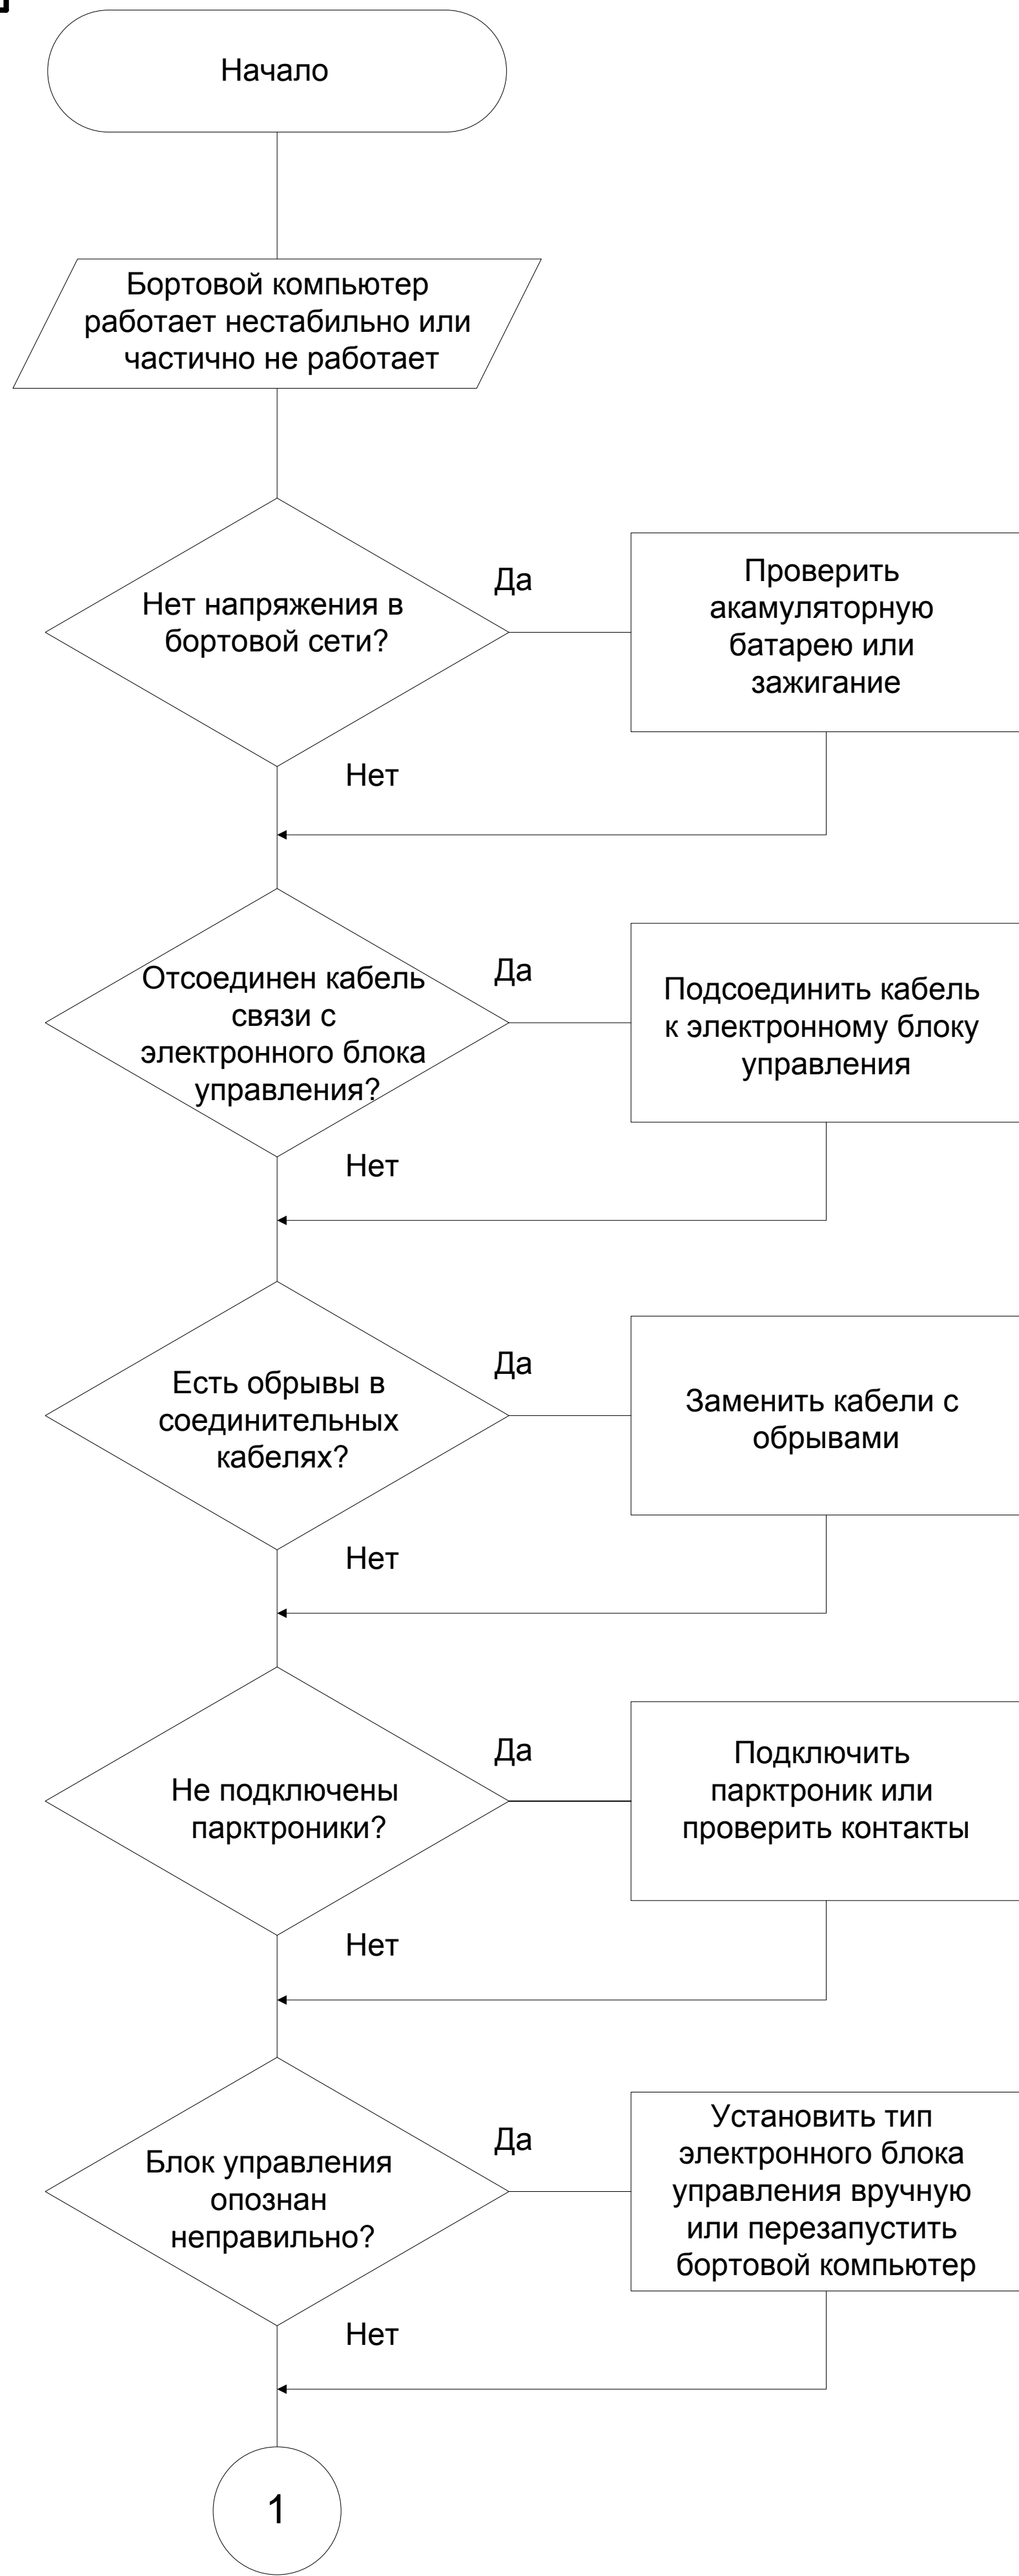 Начало
Бортовой компьютер
работает нестабильно или
частично не работает
Нет напряжения в
бортовой сети?
Да
Проверить
акамуляторную
батарею или
зажигание
Нет
Отсоединен кабель
связи с
электронного блока
управления?
Да
Подсоединить кабель
к электронному блоку
управления
Нет
Есть обрывы в
соединительных
кабелях?
Да
Заменить кабели с
обрывами
Нет
Не подключены
парктроники?
Да
Подключить
парктроник или
проверить контакты
Нет
Блок управления
опознан
неправильно?
Да
Установить тип
электронного блока
управления вручную
или перезапустить
бортовой компьютер
Нет
1